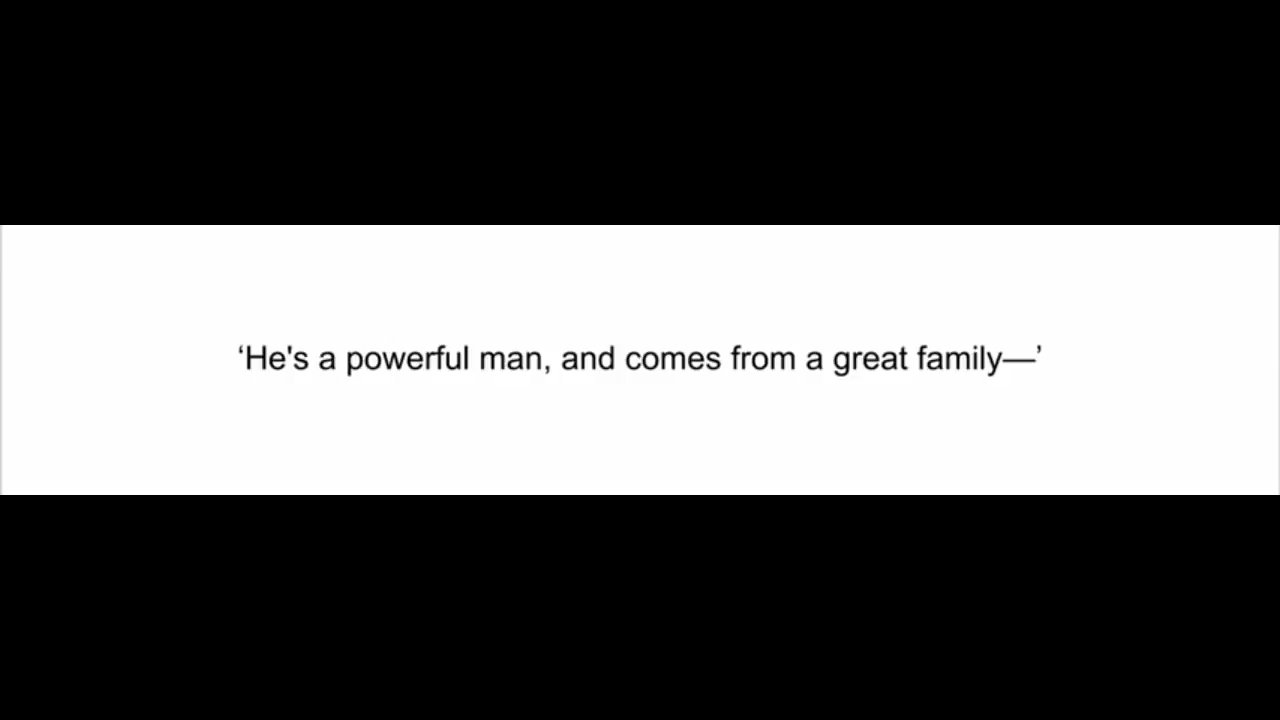 ‘He's a powerful man, and comes from a great family—’